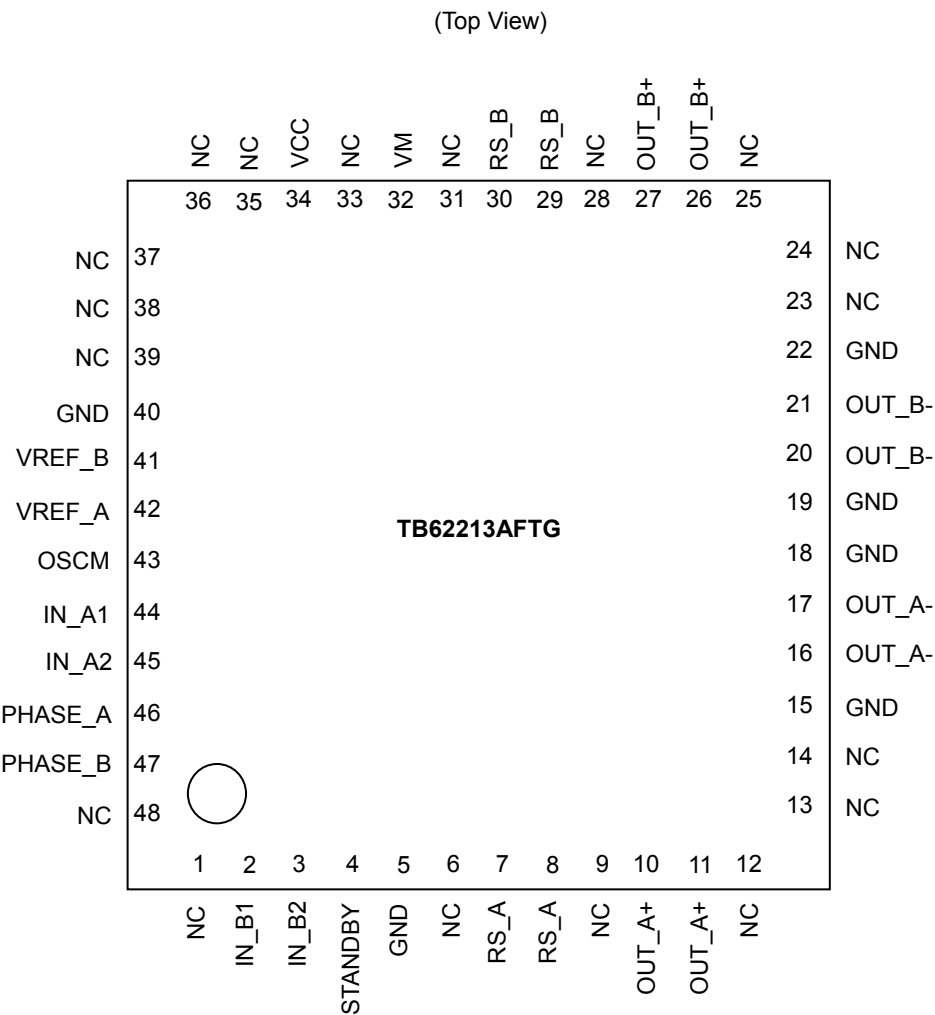 (Top View)
NC
NC
VCC
NC
VM
NC
RS_B
RS_B
NC
OUT_B+
OUT_B+
NC
36 35 34 33 32 31 30 29 28 27 26 25
NC 37
NC 38
NC 39
GND 40
VREF_B 41
VREF_A 42
OSCM 43
IN_A1 44
IN_A2 45
PHASE_A 46
PHASE_B 47
NC 48
TB62213AFTG
24 NC
23 NC
22 GND
21 OUT_B-
20 OUT_B-
19 GND
18 GND
17 OUT_A-
16 OUT_A-
15 GND
14 NC
13 NC
1 2 3 4 5 6 7 8 9 10 11 12
NC
IN_B1
IN_B2
STANDBY
GND
NC
RS_A
RS_A
NC
OUT_A+
OUT_A+
NC